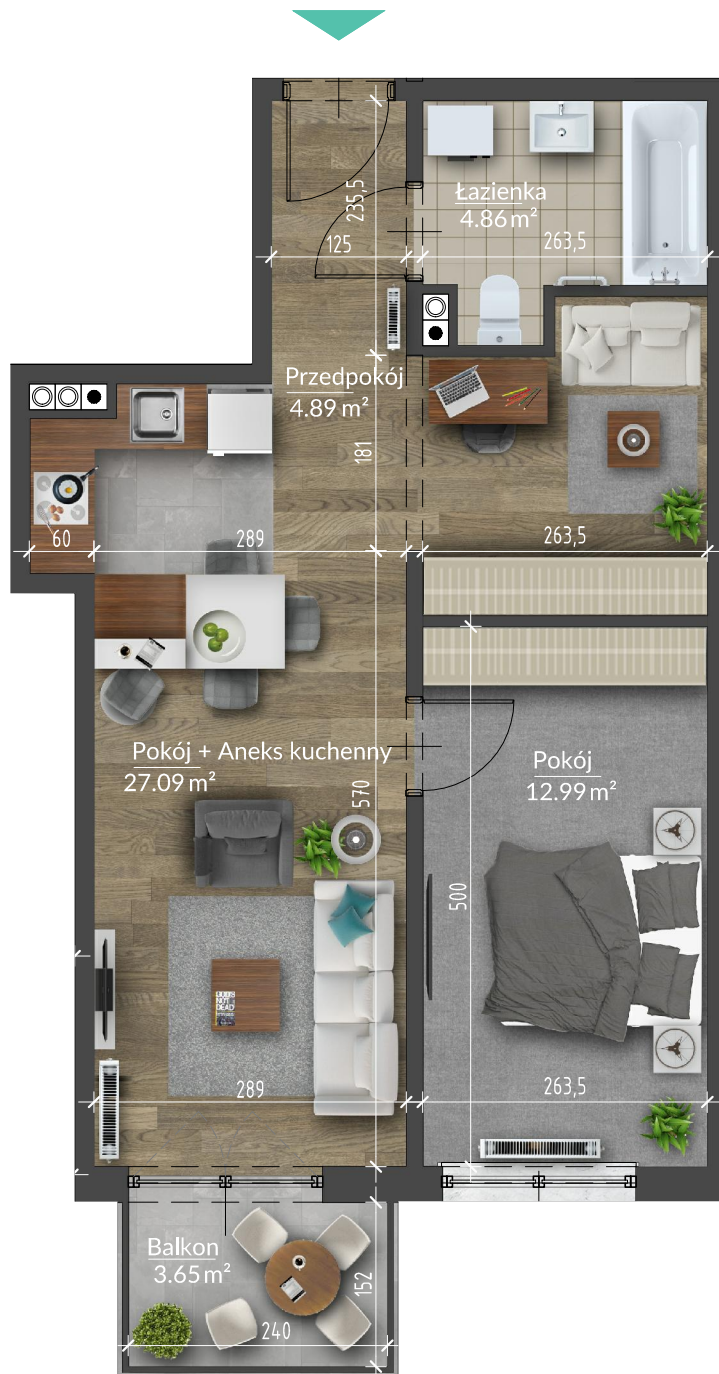 235,5
Łazienka
4.86 m²
125
263,5
Przedpokój
4.89 m²
181
60
289
263,5
Pokój + Aneks kuchenny
27.09 m²
Pokój
12.99 m²
570
500
289
263,5
Balkon
3.65 m²
152
240